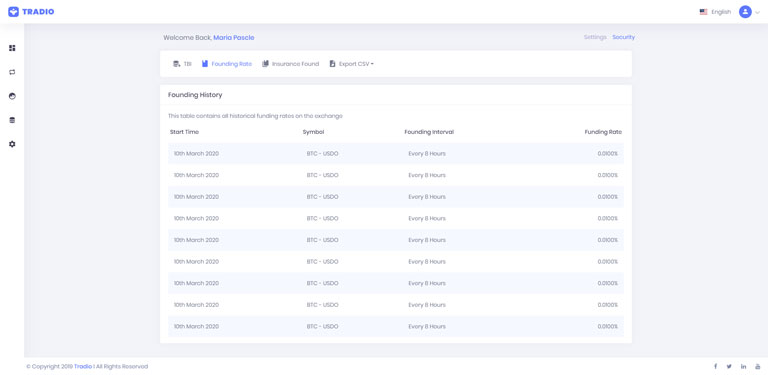 TRADIO
English
Welcome Back, Maria Pascle
Settings Security
TBI Founding Rate Insurance Found Export CSV
Founding History
This table contains all historical funding rates on the exchange
Start Time Symbol Founding Interval Funding Rate
10th March 2020 BTC - USDO Every 8 Hours 0.0100%
10th March 2020 BTC - USDO Every 8 Hours 0.0100%
10th March 2020 BTC - USDO Every 8 Hours 0.0100%
10th March 2020 BTC - USDO Every 8 Hours 0.0100%
10th March 2020 BTC - USDO Every 8 Hours 0.0100%
10th March 2020 BTC - USDO Every 8 Hours 0.0100%
10th March 2020 BTC - USDO Every 8 Hours 0.0100%
10th March 2020 BTC - USDO Every 8 Hours 0.0100%
10th March 2020 BTC - USDO Every 8 Hours 0.0100%
© Copyright 2019 Tradio I All Rights Reserved